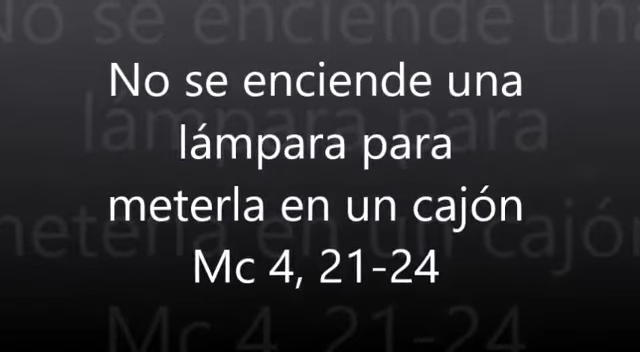 No se enciende una
lámpara para
meterla en un cajón
Mc 4, 21-24